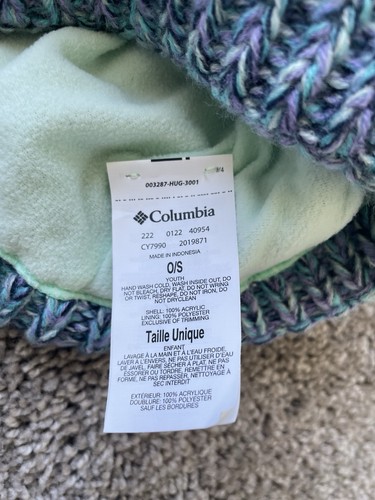 003287-HUG-3001
Columbia
222 0122 40954
CY7990 2019871
MADE IN INDONESIA
O/S
YOUTH
HAND WASH COLD, WASH INSIDE OUT, DO
NOT BLEACH, DRY FLAT, DO NOT WRING
OR TWIST, RESHAPE, DO NOT IRON, DO
NOT DRYCLEAN
SHELL: 100% ACRYLIC
LINING: 100% POLYESTER
EXCLUSIVE OF TRIMMING
Taille Unique
ENFANT
LAVAGE À LA MAIN ET À L'EAU FROIDE,
LAVER À L'ENVERS, NE PAS UTILISER D'EAU
DE JAVEL, FAIRE SÉCHER À PLAT, NE PAS
ESSORER OU TORDRE, REMETTRE EN
FORME, NE PAS REPASSER, NETTOYAGE À
SEC INTERDIT
EXTÉRIEUR: 100% ACRYLIQUE
DOUBLURE: 100% POLYESTER
SAUF LES BORDURES